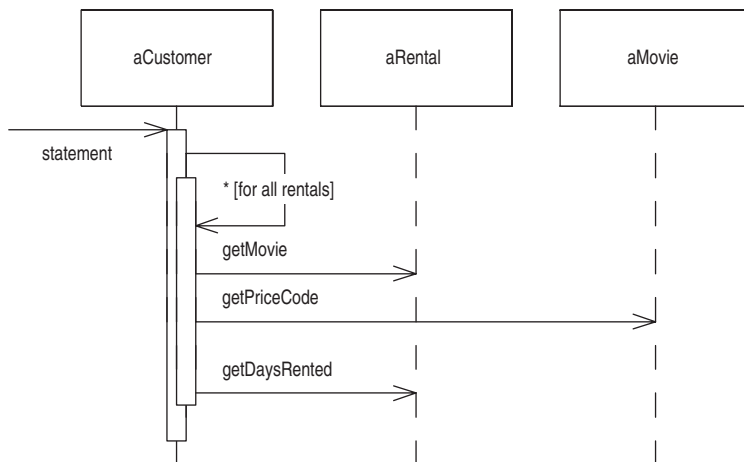 aCustomer
aRental
aMovie
statement
* [for all rentals]
getMovie
getPriceCode
getDaysRented